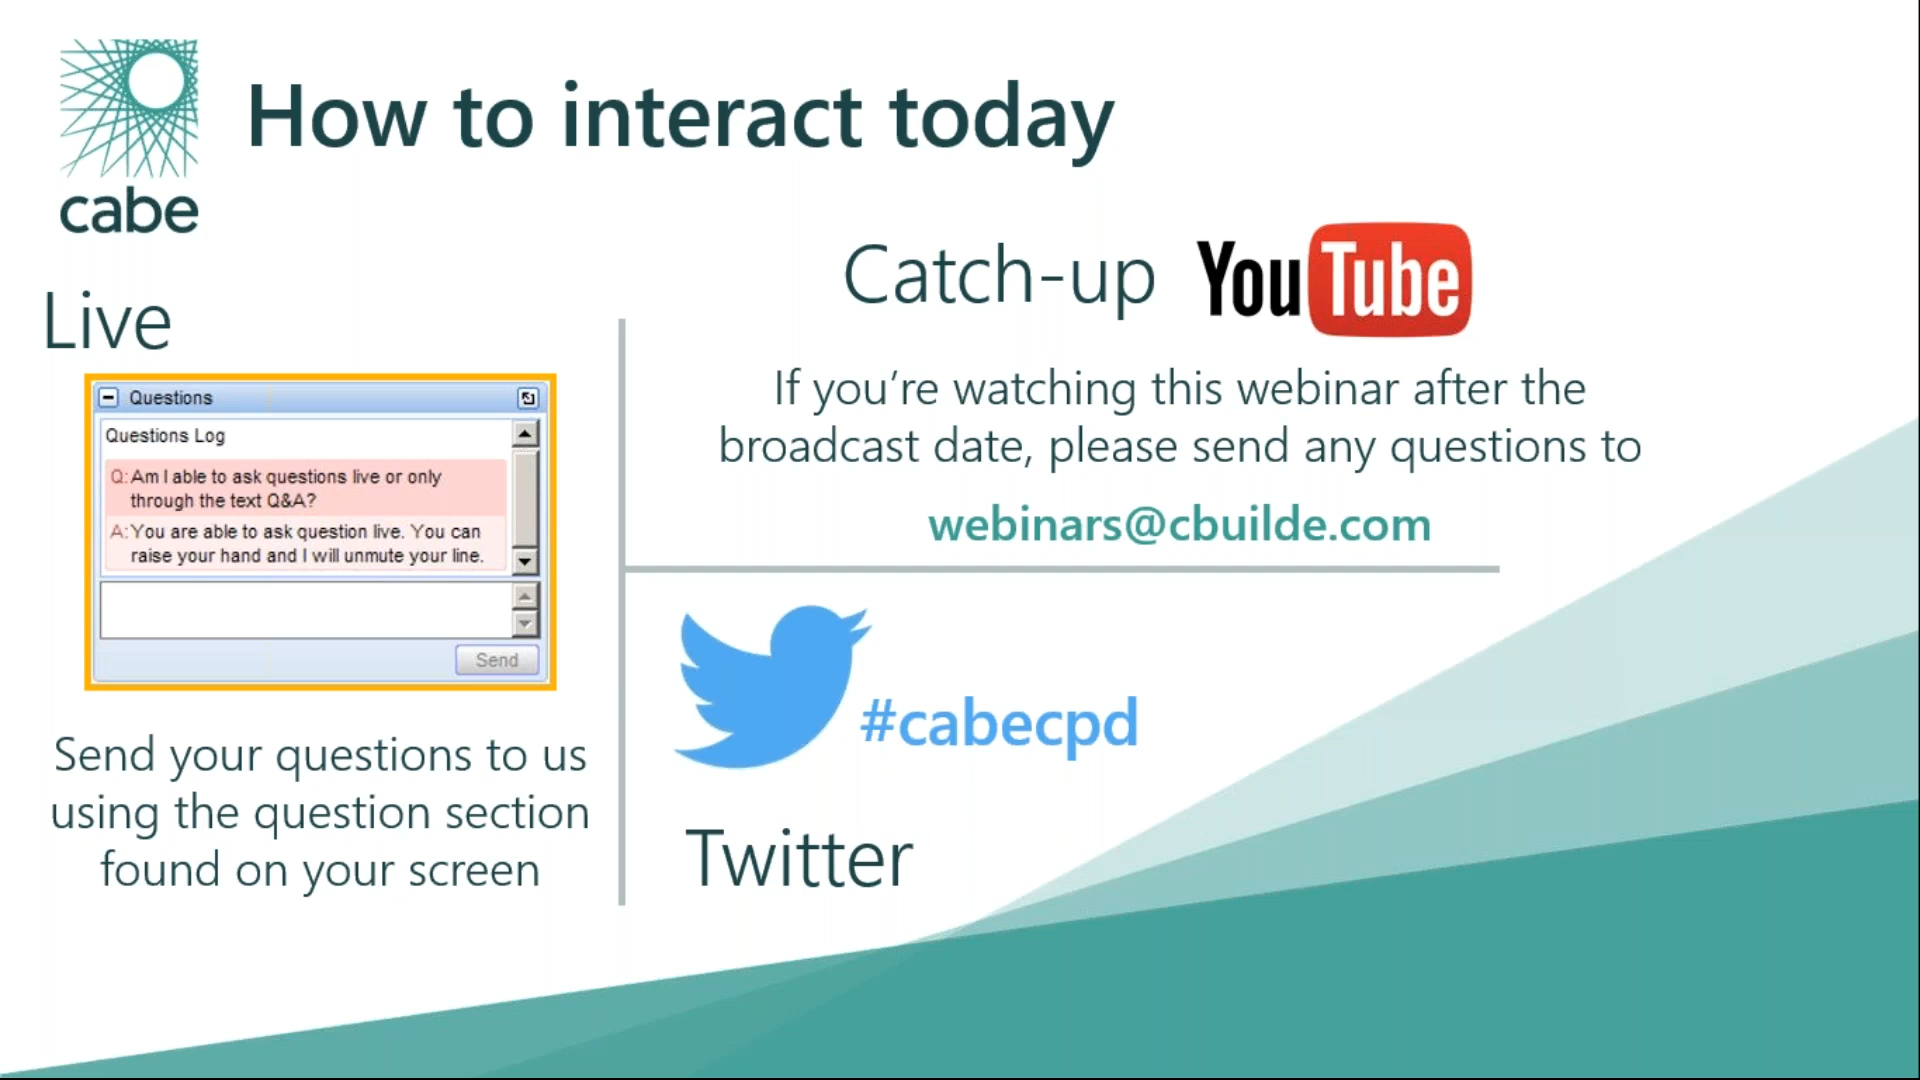 cabe
How to interact today
Live
Questions
Questions Log
Q: Am I able to ask questions live or only
through the text Q&A?
A: You are able to ask question live. You can
raise your hand and I will unmute your line.
Send
Send your questions to us
using the question section
found on your screen
Catch-up YouTube
If you’re watching this webinar after the
broadcast date, please send any questions to
webinars@cbuilde.com
#cabecpd
Twitter